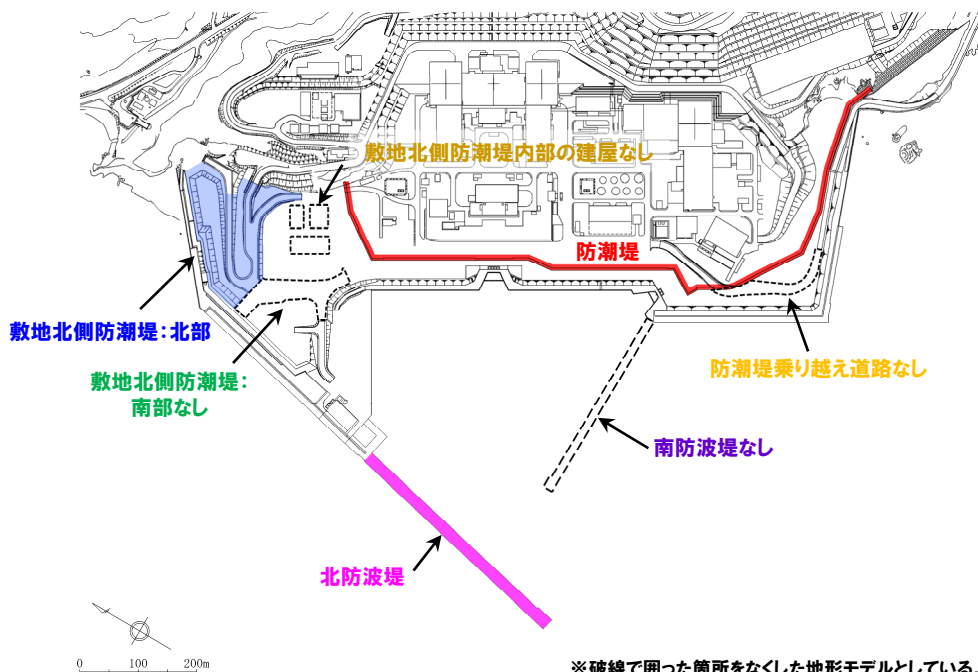 敷地北側防潮堤内部の建屋なし
防潮堤
敷地北側防潮堤：北部
敷地北側防潮堤：
南部なし
防潮堤乗り越え道路なし
南防波堤なし
北防波堤
0 100 200m
※破線で囲った箇所をなくした地形モデルとしている